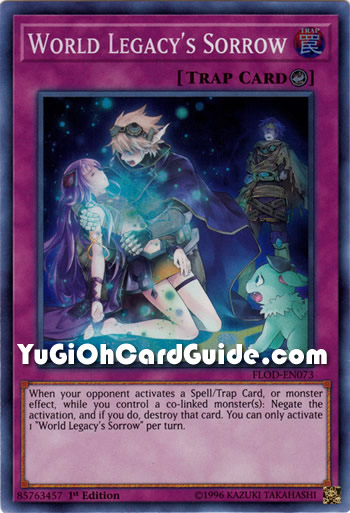 World Legacy's Sorrow
TRAP
罠
[Trap Card]
YuGiOhCardGuide.com
FLOD-EN073
When your opponent activates a Spell/Trap Card, or monster
effect, while you control a co-linked monster(s): Negate
the activation, and if you do, destroy that card. You can only activate
1 "World Legacy's Sorrow" per turn.
85763457 1st Edition ©1996 KAZUKI TAKAHASHI